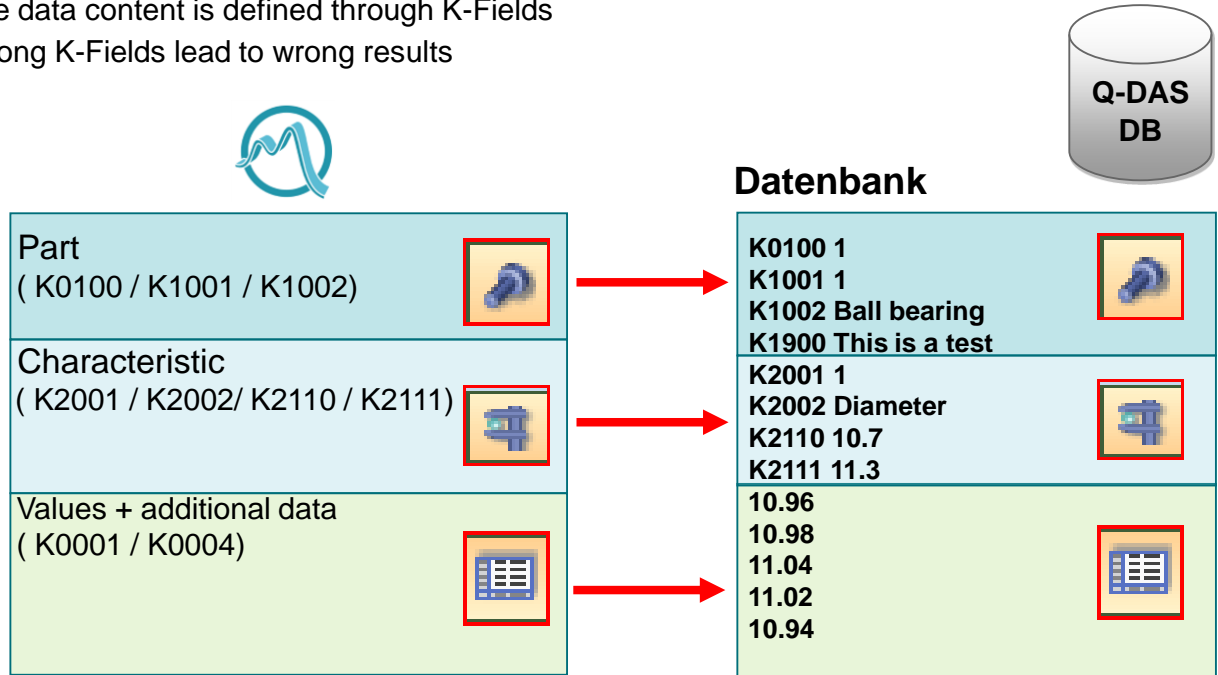 data content is defined through K-Fields
K-Fields lead to wrong results
Q-DAS
DB
Datenbank
Part
( K0100 / K1001 / K1002)
K0100 1
K1001 1
K1002 Ball bearing
K1900 This is a test
Characteristic
( K2001 / K2002/ K2110 / K2111)
K2001 1
K2002 Diameter
K2110 10.7
K2111 11.3
Values + additional data
( K0001 / K0004)
10.96
10.98
11.04
11.02
10.94